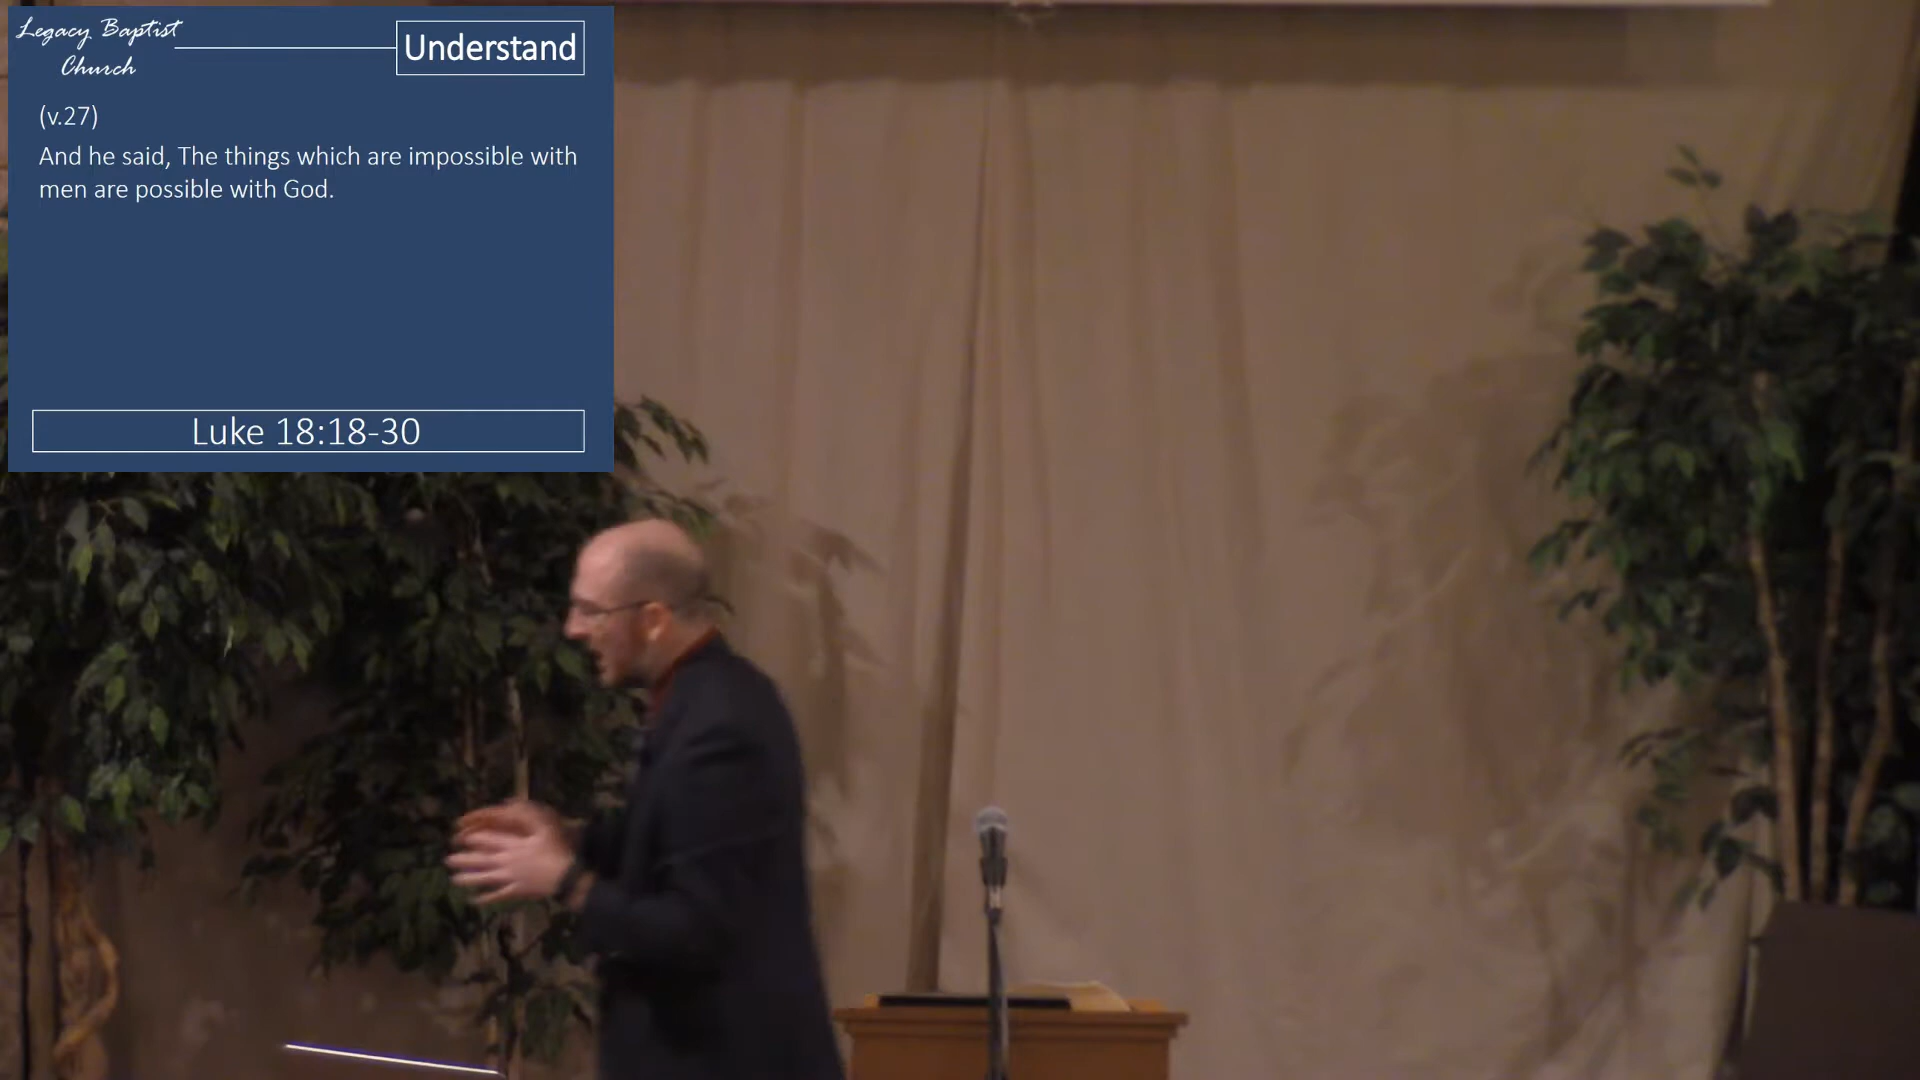 Legacy Baptist
Church
Understand
(v.27)
And he said, The things which are impossible with
men are possible with God.
Luke 18:18-30